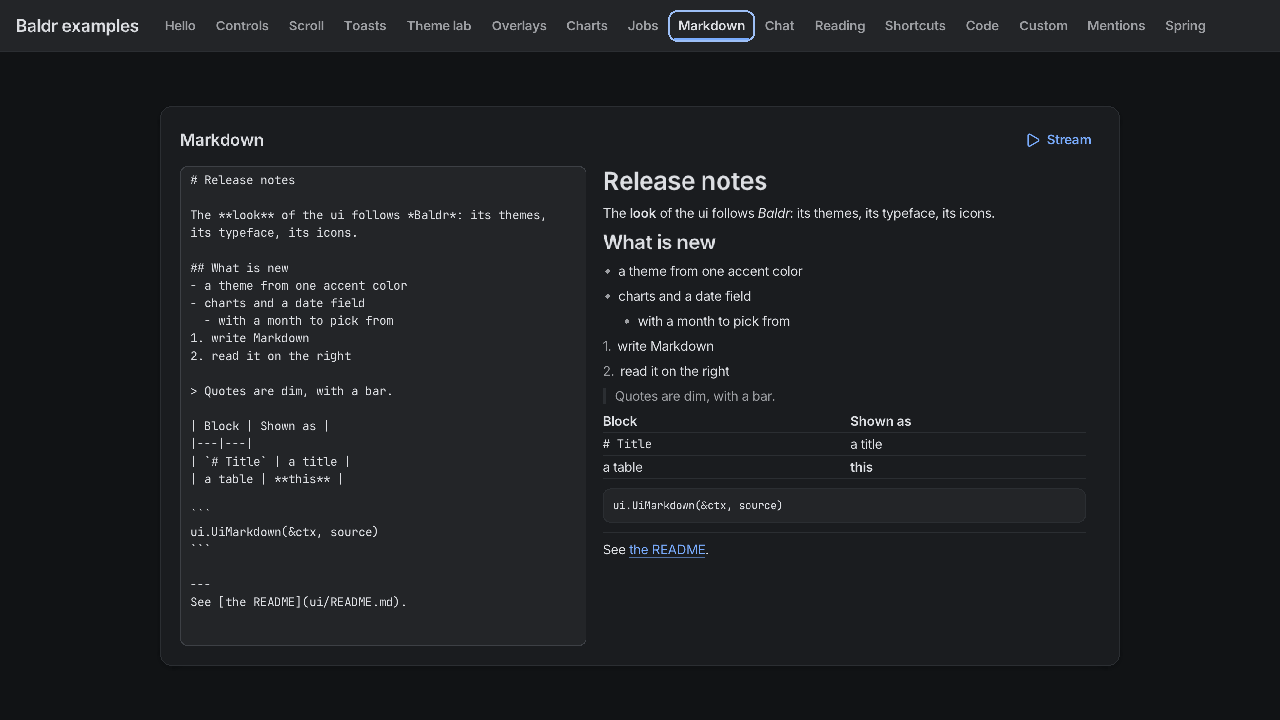 Baldr examples Hello Controls Scroll Toasts Theme lab Overlays Charts Jobs Markdown Chat Reading Shortcuts Code Custom Mentions Spring
Markdown
Stream
# Release notes
The **look** of the ui follows *Baldr*: its themes,
its typeface, its icons.
## What is new
- a theme from one accent color
- charts and a date field
  - with a month to pick from
1. write Markdown
2. read it on the right
> Quotes are dim, with a bar.
| Block | Shown as |
|---|---|
| `# Title` | a title |
| a table | **this** |
```
ui.UiMarkdown(&ctx, source)
```
---
See [the README](ui/README.md).
Release notes
The look of the ui follows Baldr: its themes, its typeface, its icons.
What is new
• a theme from one accent color
• charts and a date field
• with a month to pick from
1. write Markdown
2. read it on the right
Quotes are dim, with a bar.
Block Shown as
# Title a title
a table this
ui.UiMarkdown(&ctx, source)
See the README.